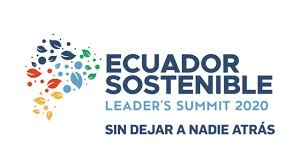 ECUADOR
SOSTENIBLE
LEADER'S SUMMIT 2020
SIN DEJAR A NADIE ATRÁS